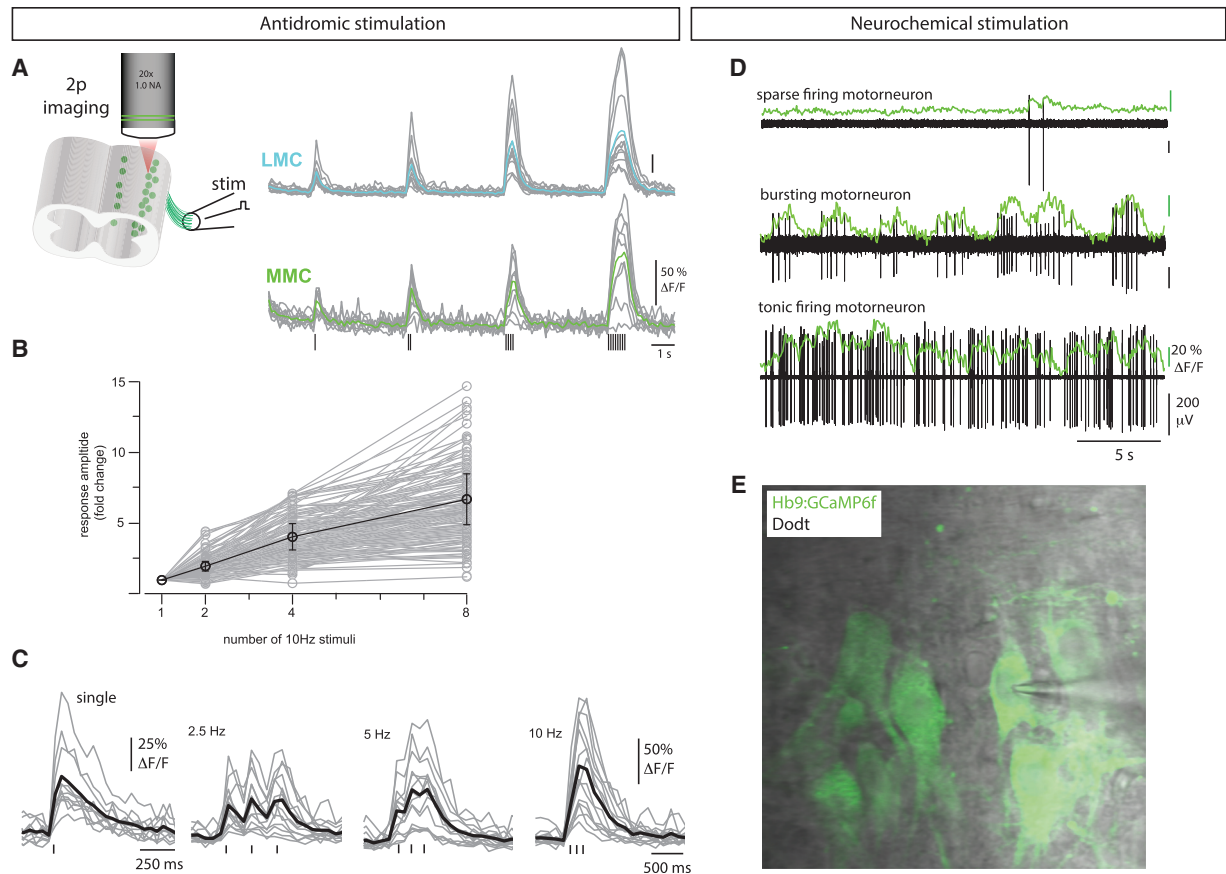 Antidromic stimulation
Neurochemical stimulation
A
2p
imaging
20x
1.0 NA
stim
LMC
MMC
50 %
ΔF/F
1 s
B
15
10
5
response ampltide
(fold change)
1
2
4
8
number of 10Hz stimuli
C
single
25%
ΔF/F
250 ms
2.5 Hz
5 Hz
10 Hz
50%
ΔF/F
500 ms
D
sparse firing motorneuron
bursting motorneuron
tonic firing motorneuron
20 %
ΔF/F
200
µV
5 s
E
Hb9:GCaMP6f
Dodt